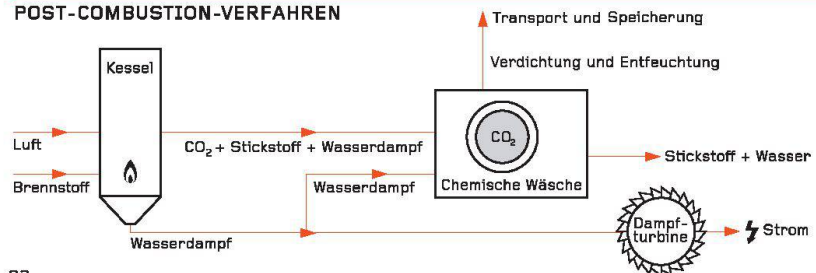 POST-COMBUSTION-VERFAHREN
Transport und Speicherung
Verdichtung und Entfeuchtung
Kessel
Luft
CO₂ + Stickstoff + Wasserdampf
CO₂
Stickstoff + Wasser
Brennstoff
Wasserdampf
Chemische Wäsche
Wasserdampf
Dampf-
turbine
Strom